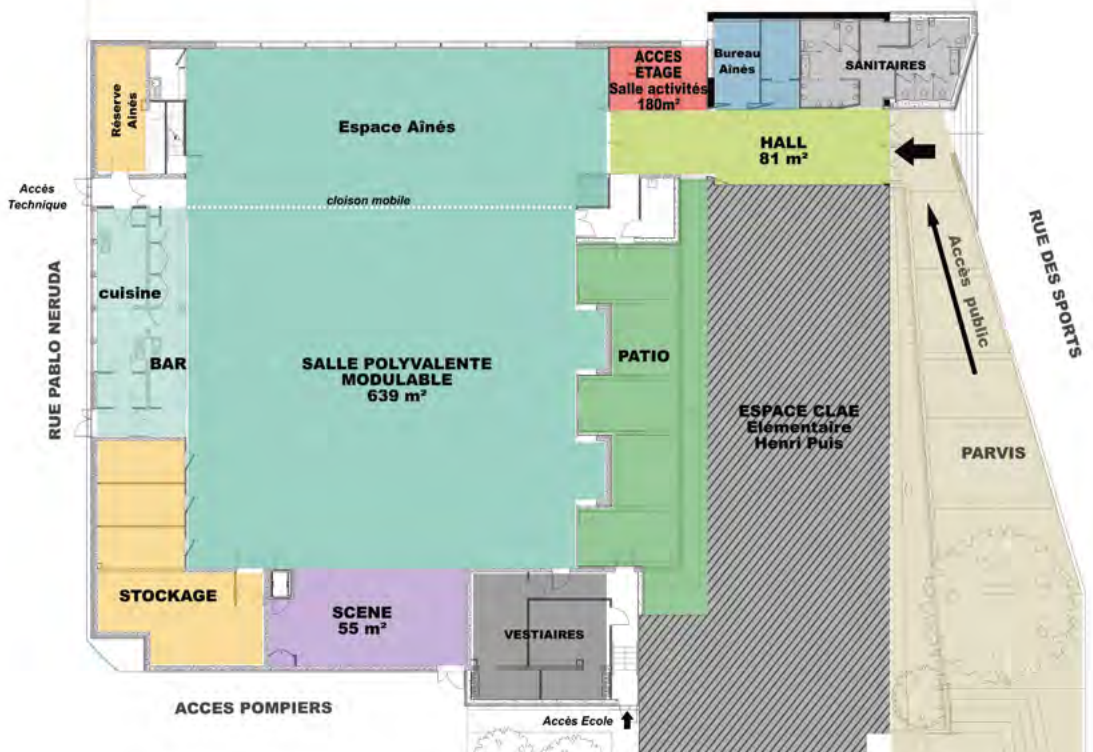 ACCES
ETAGE
Salle activités
180m²
Bureau
Aînés
SANITAIRES
Réserve
Aînés
Espace Aînés
HALL
81 m²
Accès
Technique
cloison mobile
RUE PABLO NERUDA
cuisine
BAR
SALLE POLYVALENTE
MODULABLE
639 m²
PATIO
ESPACE CLAE
Elémentaire
Henri Puis
Accès public
RUE DES SPORTS
PARVIS
STOCKAGE
SCENE
55 m²
VESTIAIRES
ACCES POMPIERS
Accès Ecole